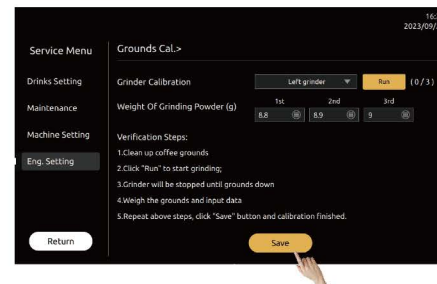 16:
2023/09/
Service Menu
Grounds Cal.>
Drinks Setting
Grinder Calibration
Left grinder
Run
(0/3)
Maintenance
Weight Of Grinding Powder (g)
1st
2nd
3rd
8.8
8.9
9
Machine Setting
Verification Steps:
1.Clean up coffee grounds
Eng. Setting
2.Click "Run" to start grinding;
3.Grinder will be stopped until grounds down
4.Weigh the grounds and input data
5.Repeat above steps, click "Save" button and calibration finished.
Return
Save